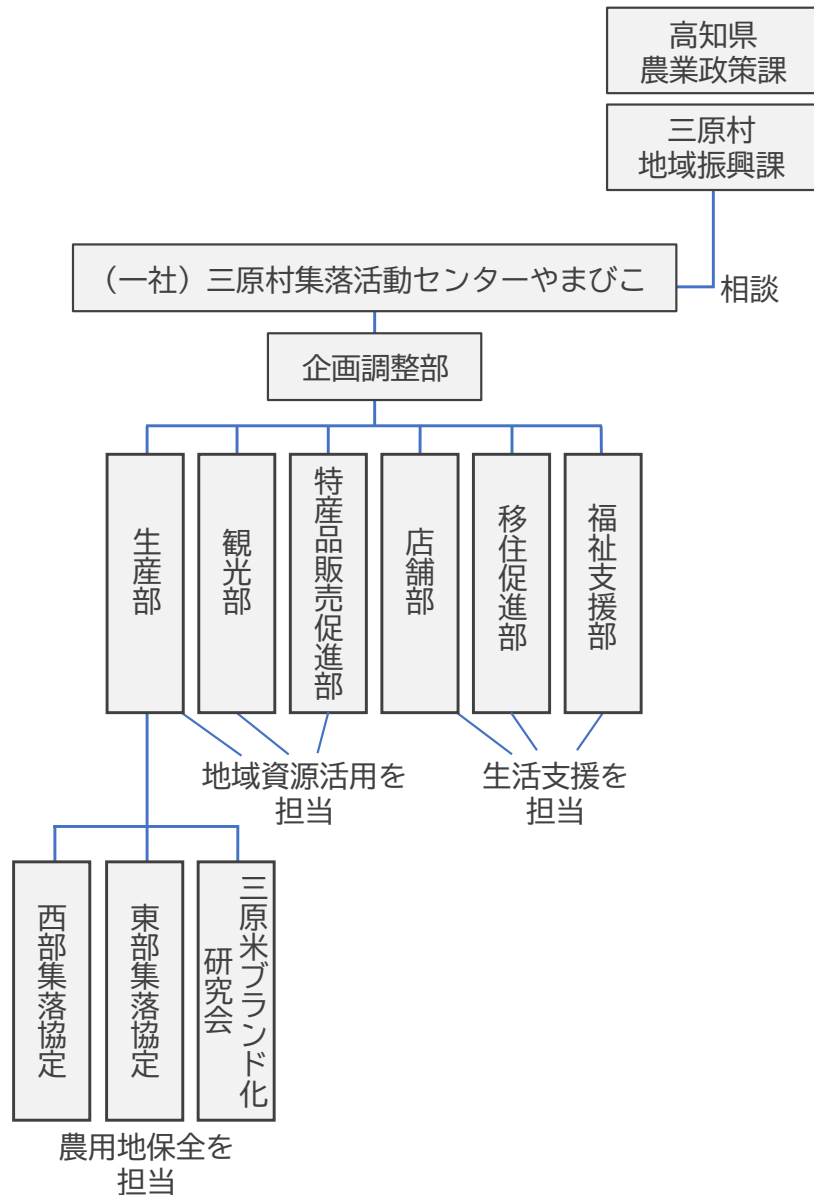 高知県
農業政策課
三原村
地域振興課
（一社）三原村集落活動センターやまびこ
相談
企画調整部
生産部
観光部
特産品販売促進部
店舗部
移住促進部
福祉支援部
地域資源活用を
担当
生活支援を
担当
西部集落協定
東部集落協定
三原米ブランド化
研究会
農用地保全を
担当